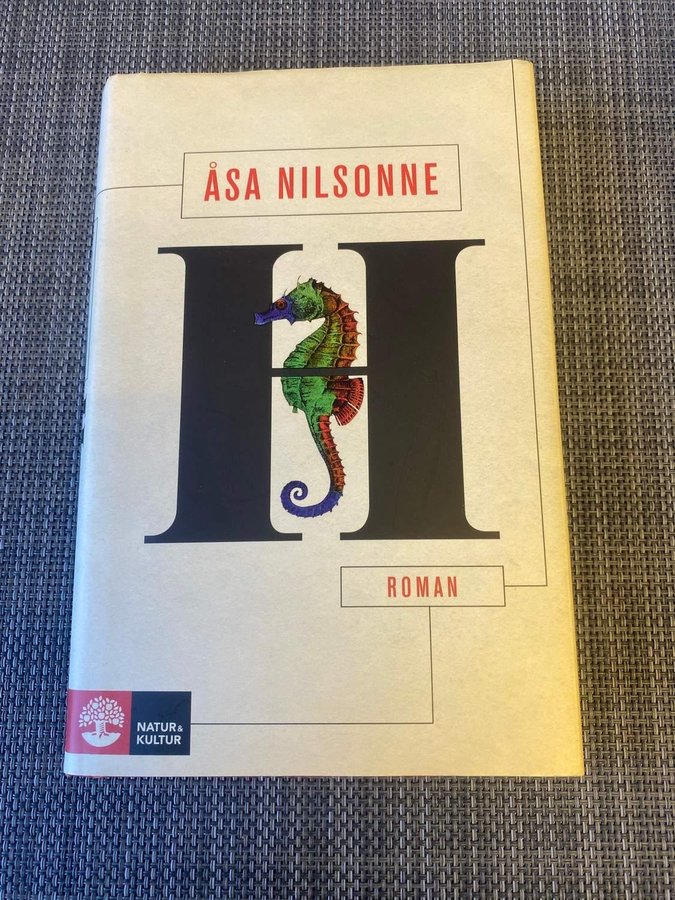 ÅSA NILSONNE
H
ROMAN
NATUR&
KULTUR